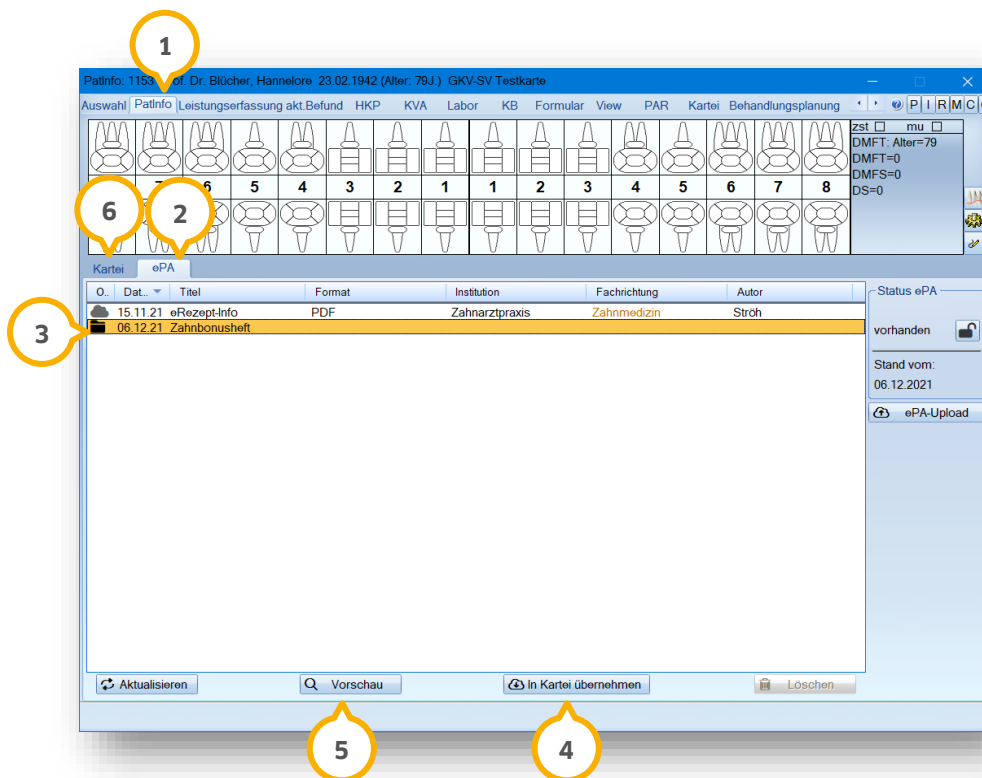 1
PatInfo: 1153 of. Dr. Blücher, Hannelore 23.02.1942 (Alter: 79J.) GKV-SV Testkarte
Auswahl PatInfo Leistungserfassung akt.Befund HKP KVA Labor KB Formular View PAR Kartei Behandlungsplanung P I R M C
zst mu
DMFT: Alter=79
DMFT=0
DMFS=0
DS=0
7 6 5 4 3 2 1 1 2 3 4 5 6 7 8
6 2
Kartei ePA
O.. Dat... Titel Format Institution Fachrichtung Autor
15.11.21 eRezept-Info PDF Zahnarztpraxis Zahnmedizin Ströh
3 06.12.21 Zahnbonusheft
Status ePA
vorhanden
Stand vom:
06.12.2021
ePA-Upload
Aktualisieren Vorschau In Kartei übernehmen Löschen
5 4